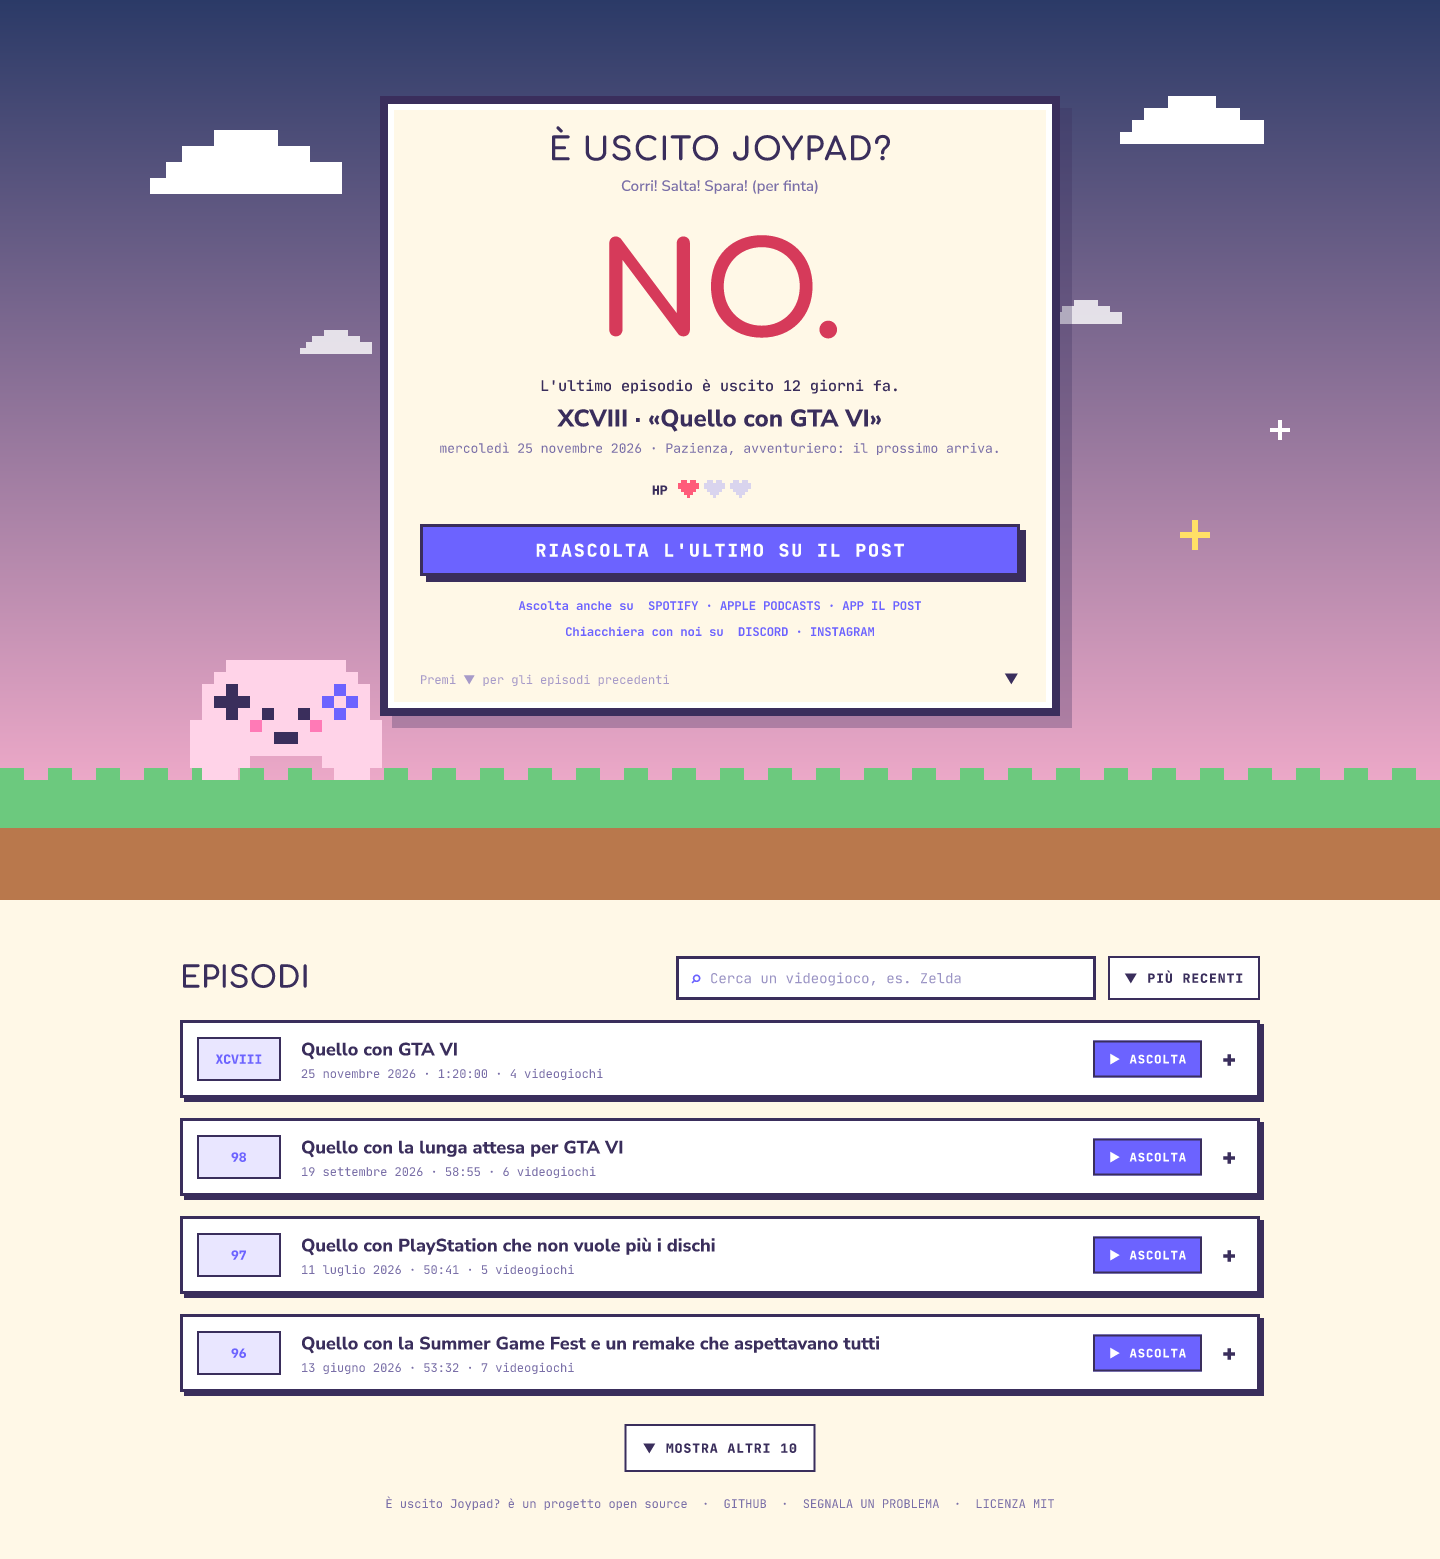 È USCITO JOYPAD?
Corri! Salta! Spara! (per finta)
NO.
L'ultimo episodio è uscito 12 giorni fa.
XCVIII · «Quello con GTA VI»
mercoledì 25 novembre 2026 · Pazienza, avventuriero: il prossimo arriva.
HP
RIASCOLTA L'ULTIMO SU IL POST
Ascolta anche su SPOTIFY · APPLE PODCASTS · APP IL POST
Chiacchiera con noi su DISCORD · INSTAGRAM
Premi ▼ per gli episodi precedenti ▼
EPISODI
Cerca un videogioco, es. Zelda
▼ PIÙ RECENTI
XCVIII
Quello con GTA VI
25 novembre 2026 · 1:20:00 · 4 videogiochi
▶ ASCOLTA +
98
Quello con la lunga attesa per GTA VI
19 settembre 2026 · 58:55 · 6 videogiochi
▶ ASCOLTA +
97
Quello con PlayStation che non vuole più i dischi
11 luglio 2026 · 50:41 · 5 videogiochi
▶ ASCOLTA +
96
Quello con la Summer Game Fest e un remake che aspettavano tutti
13 giugno 2026 · 53:32 · 7 videogiochi
▶ ASCOLTA +
▼ MOSTRA ALTRI 10
È uscito Joypad? è un progetto open source · GITHUB · SEGNALA UN PROBLEMA · LICENZA MIT